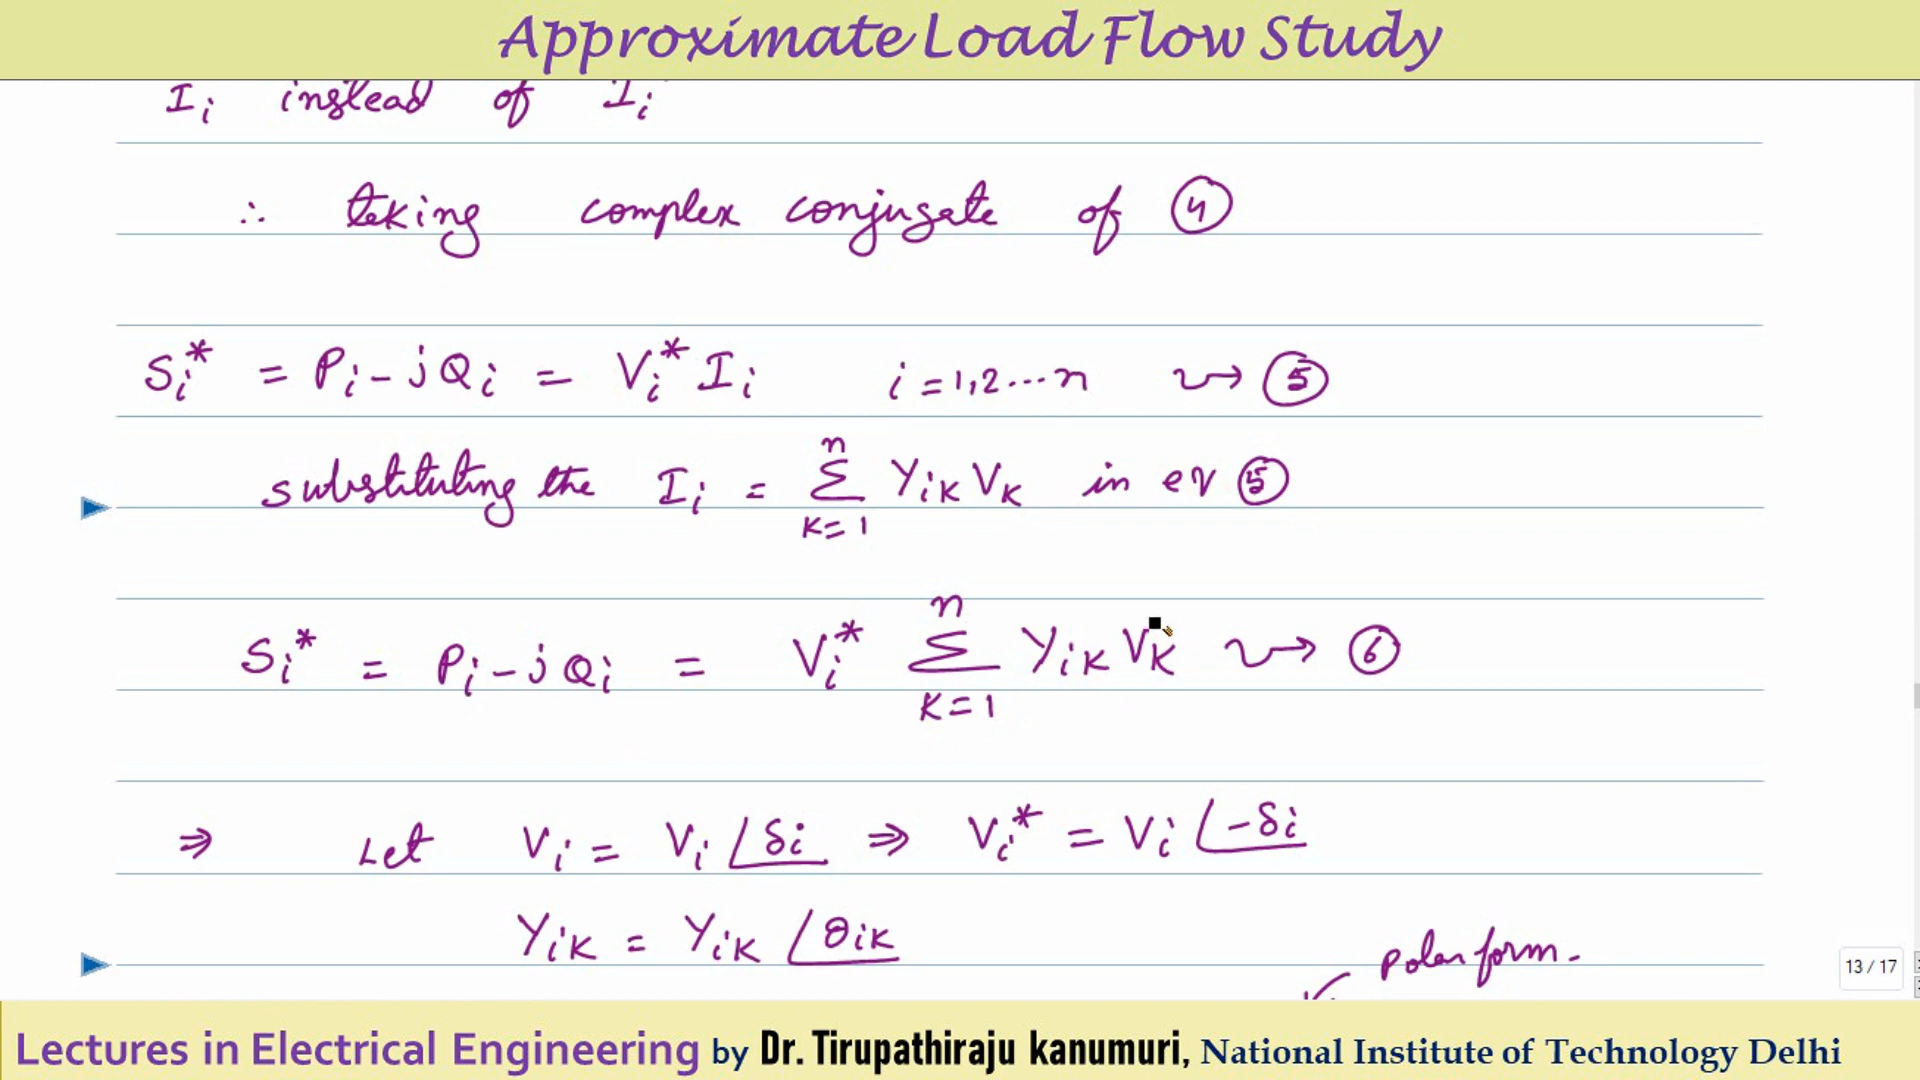 Approximate Load Flow Study
Ii instead of Ii
∴ taking complex conjugate of ④
Si* = Pi - jQi = Vi* Ii i = 1,2...n ⤳ ⑤
substituting the Ii = Σ_{k=1}^{n} Yik Vk in eq ⑤
Si* = Pi - jQi = Vi* Σ_{k=1}^{n} Yik Vk ⤳ ⑥
⇒ Let Vi = Vi ∠δi ⇒ Vi* = Vi ∠-δi
Yik = Yik ∠θik
polar form.
13 / 17
Lectures in Electrical Engineering by Dr. Tirupathiraju kanumuri, National Institute of Technology Delhi